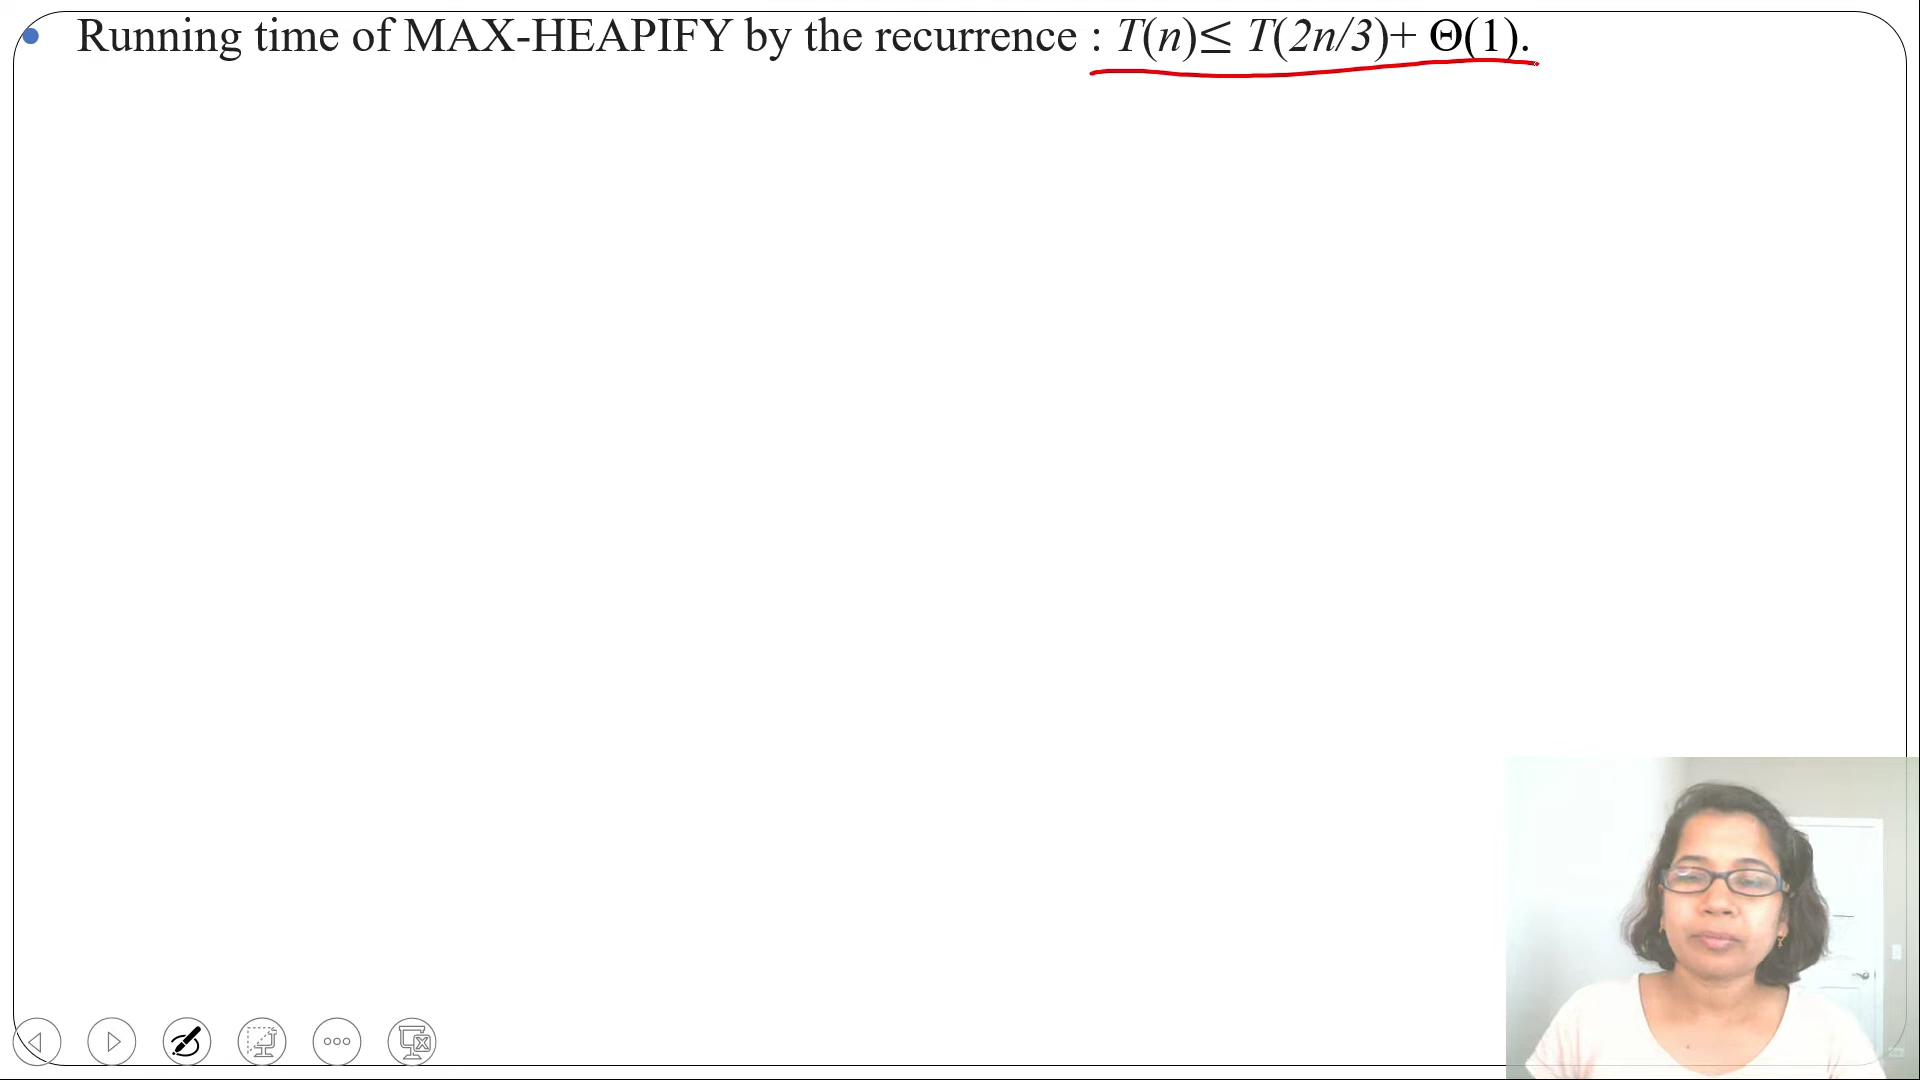 Running time of MAX-HEAPIFY by the recurrence : T(n)≤ T(2n/3)+ Θ(1).